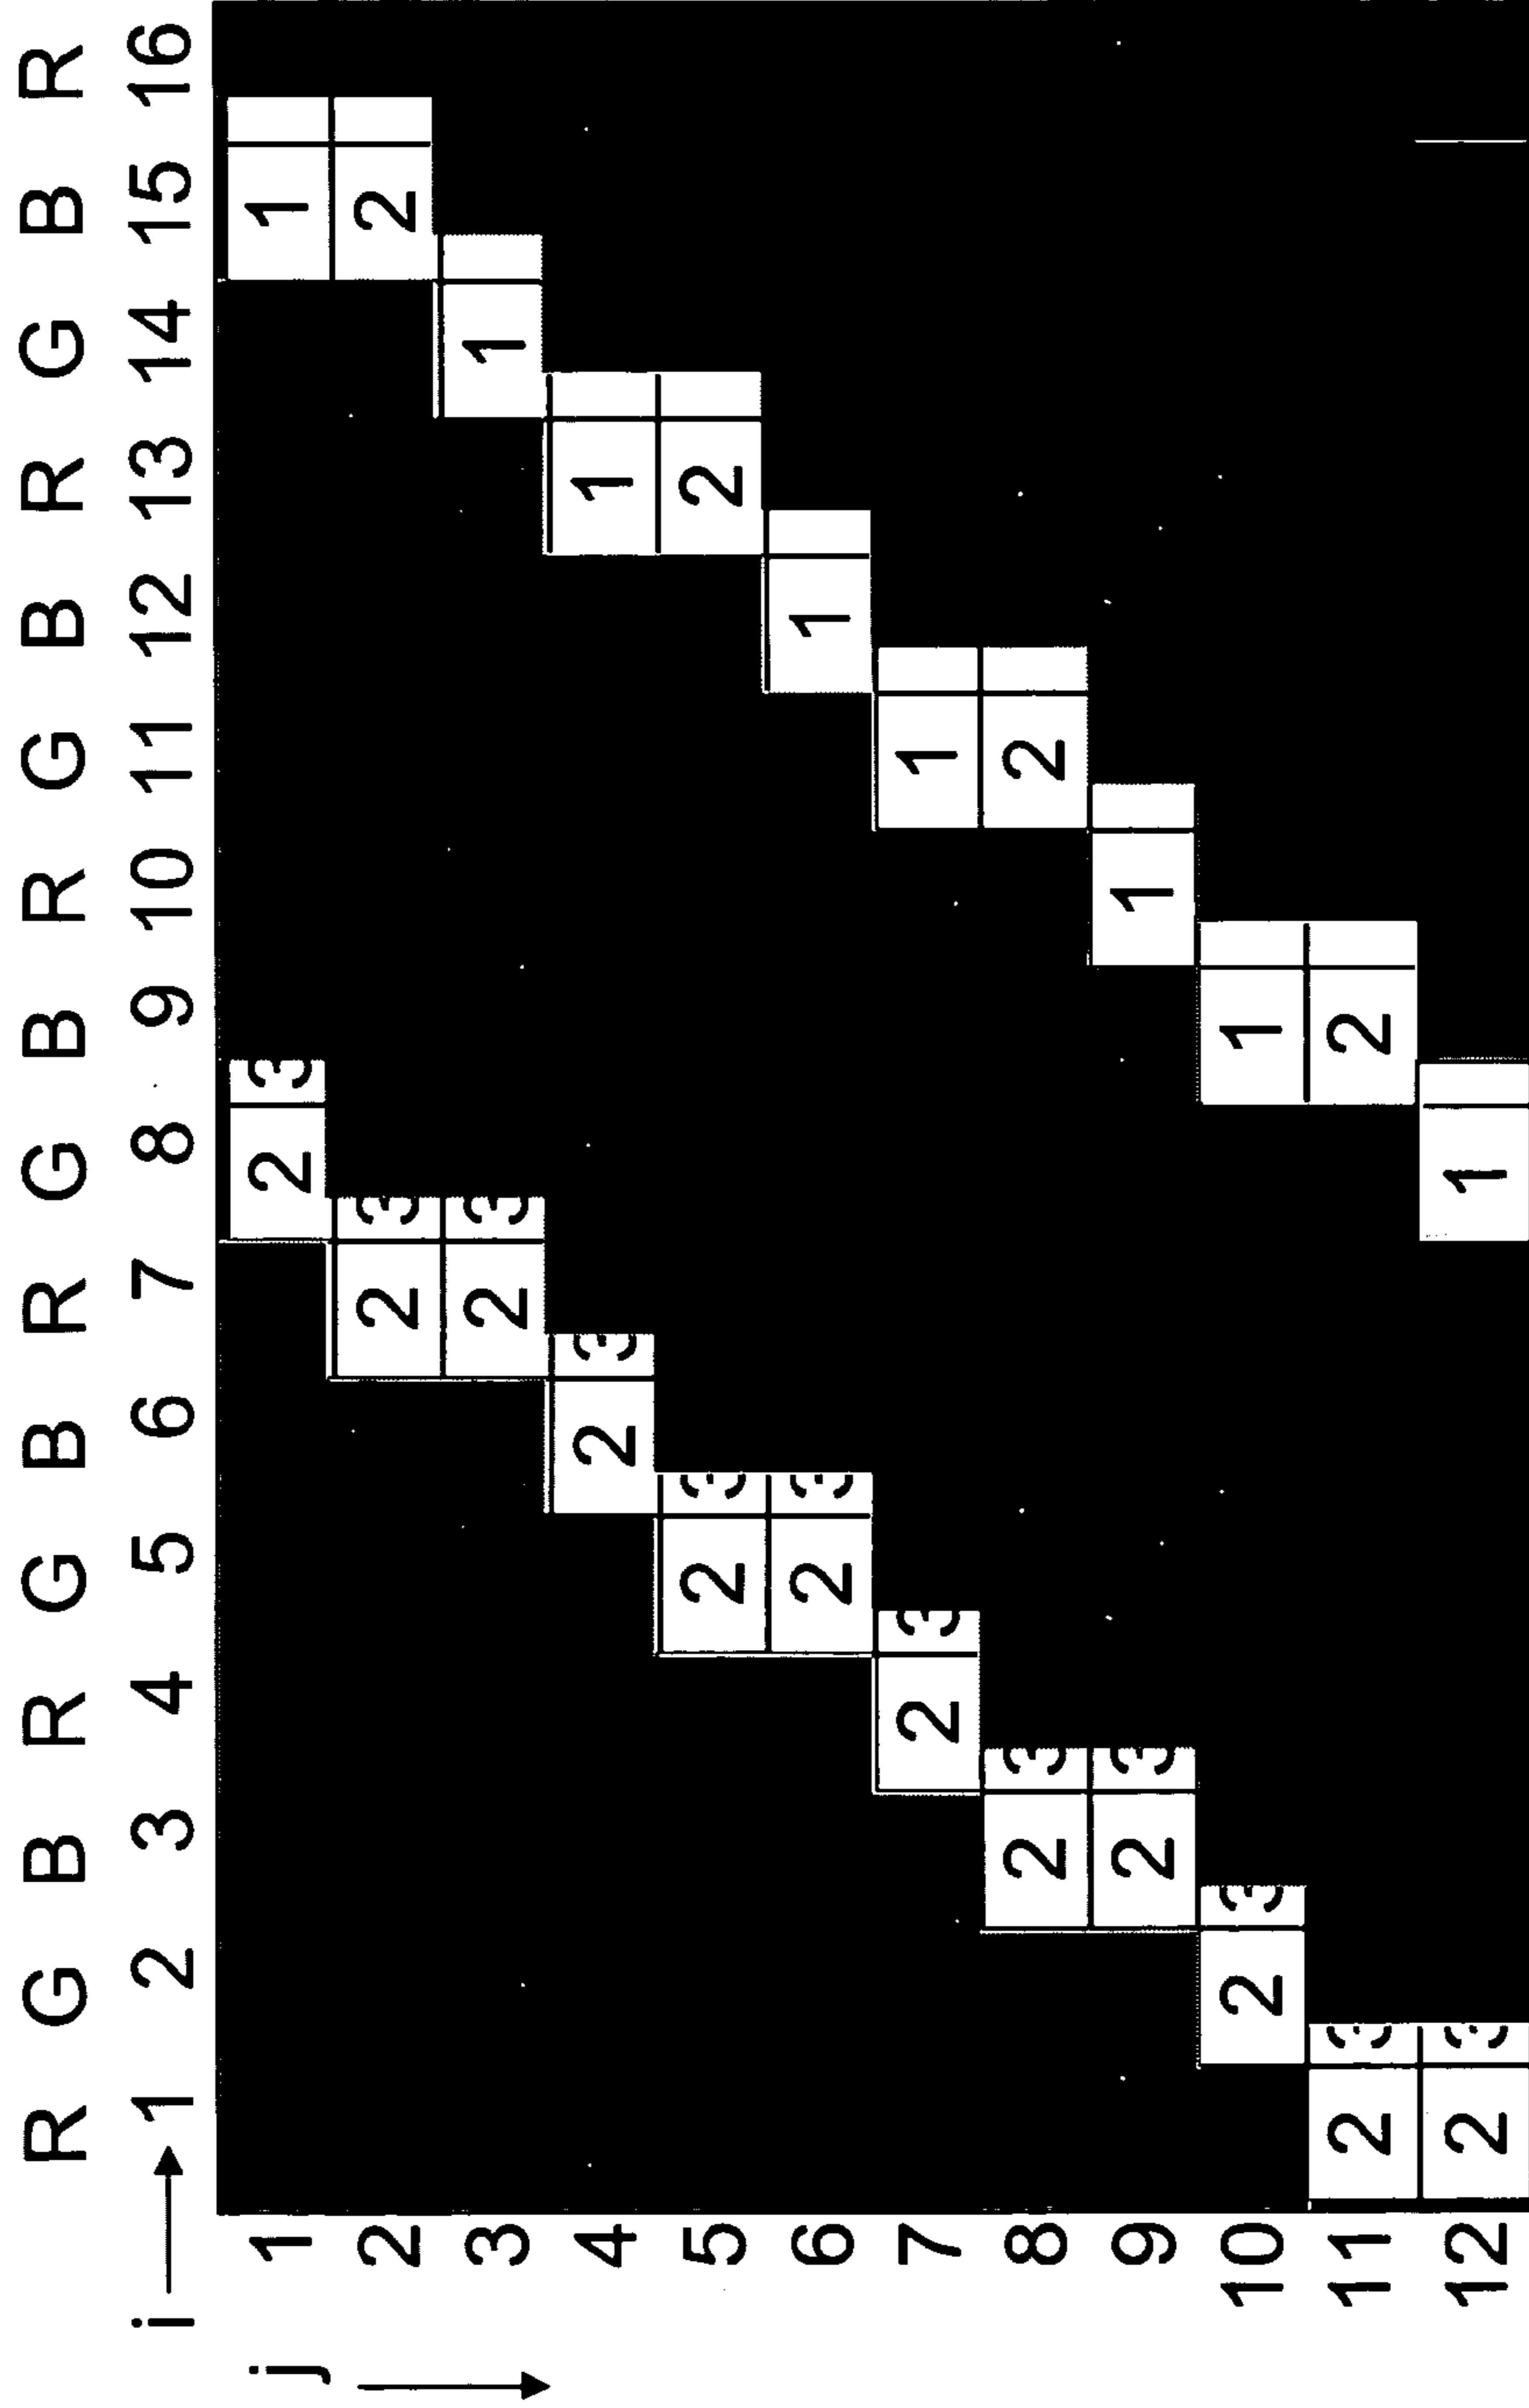 R G B R G B R G B R G B R G B R
i 1 2 3 4 5 6 7 8 9 10 11 12 13 14 15 16
j
1 2 3 1
2 2 3 2
3 2 3 1
4 2 3 1
5 2 3 2
6 2 3 1
7 2 3 1
8 2 3 2
9 2 3 1
10 2 3 1
11 2 3 2
12 2 3 1